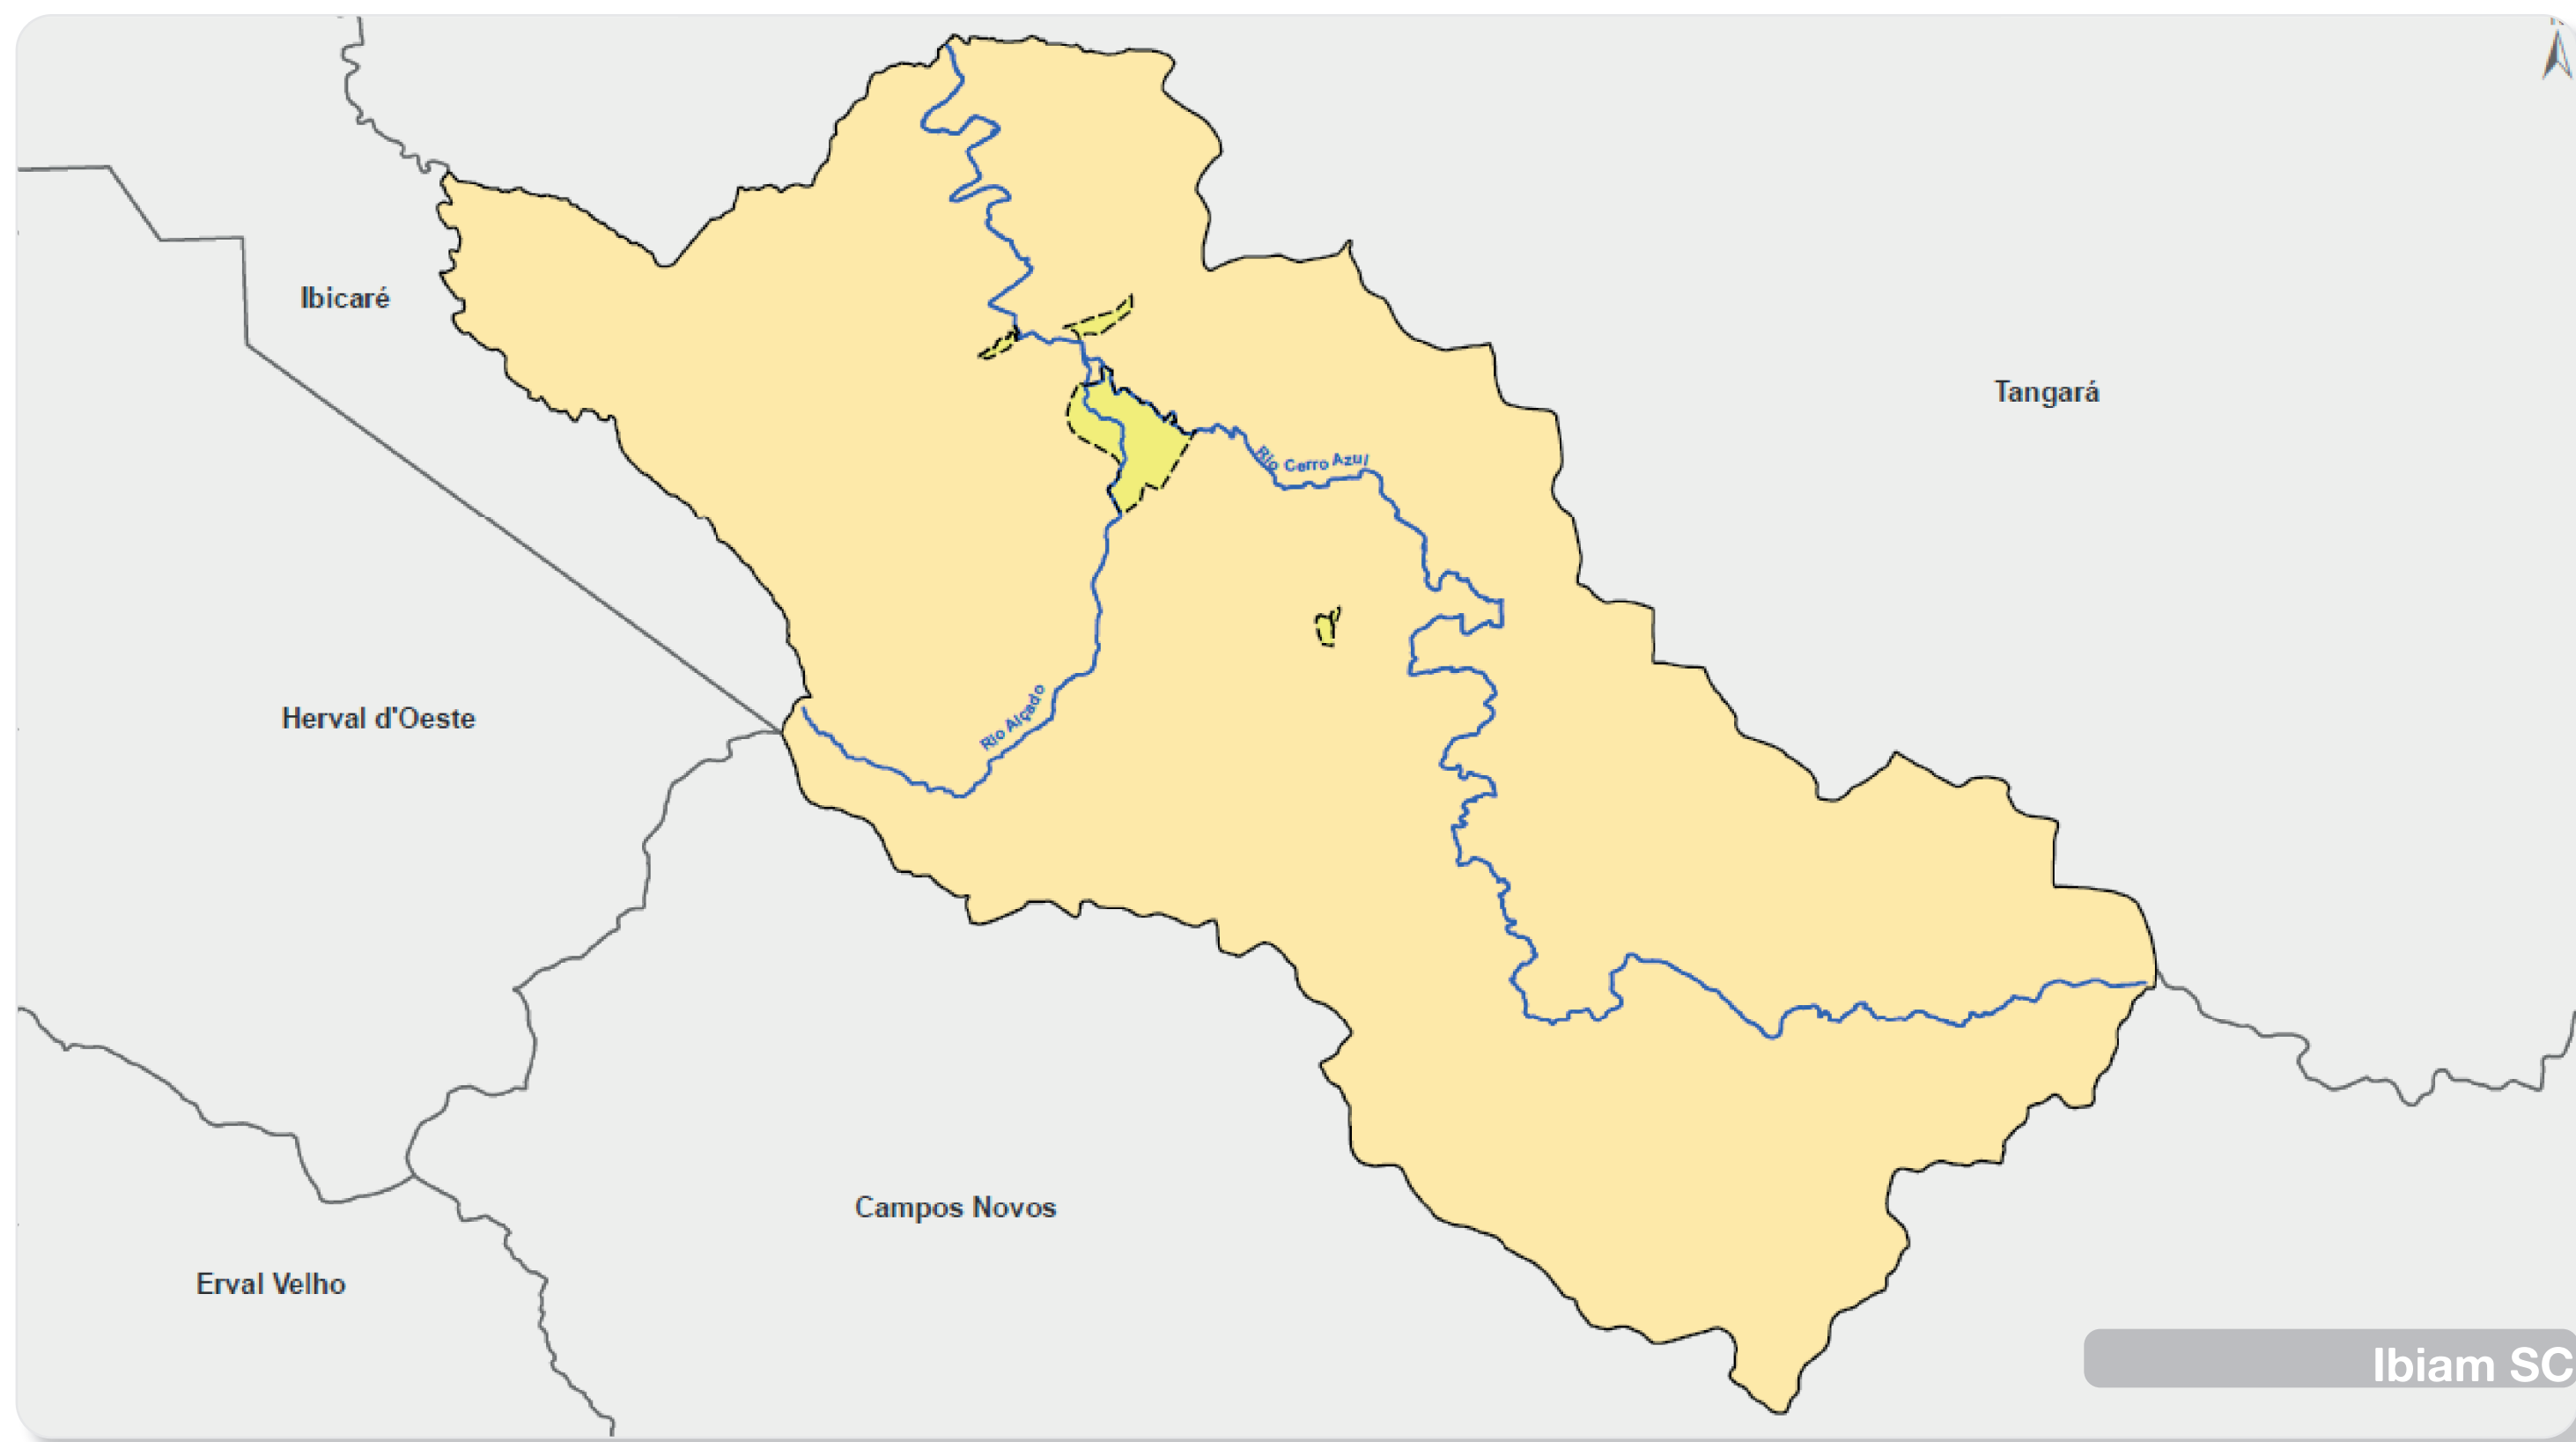 Ibicaré
Tangará
Rio Cerro Azul
Herval d'Oeste
Rio Alçado
Campos Novos
Erval Velho
Ibiam SC